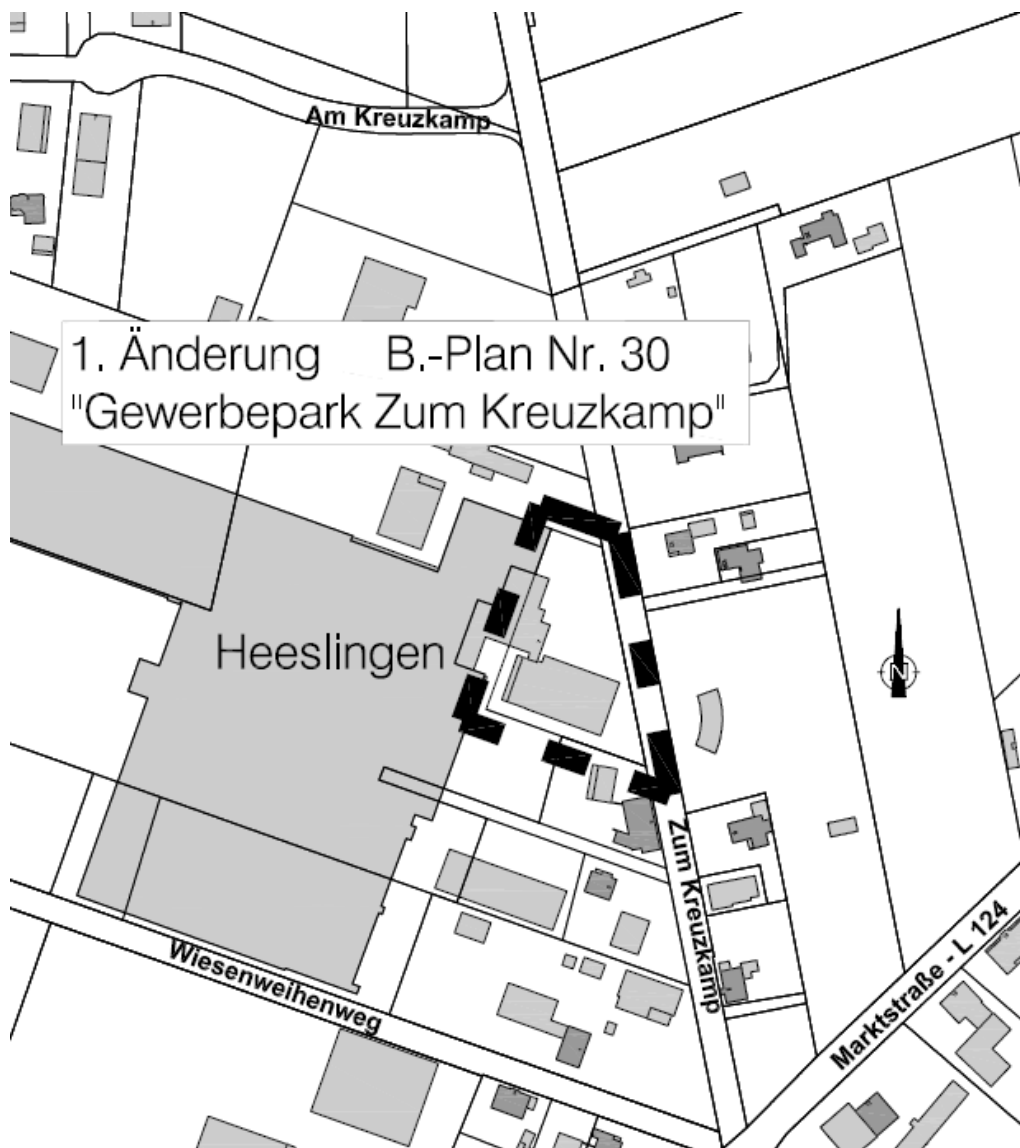 Am Kreuzkamp
1. Änderung B.-Plan Nr. 30
"Gewerbepark Zum Kreuzkamp"
Heeslingen
N
Zum Kreuzkamp
Wiesenweihenweg
Marktstraße - L 124